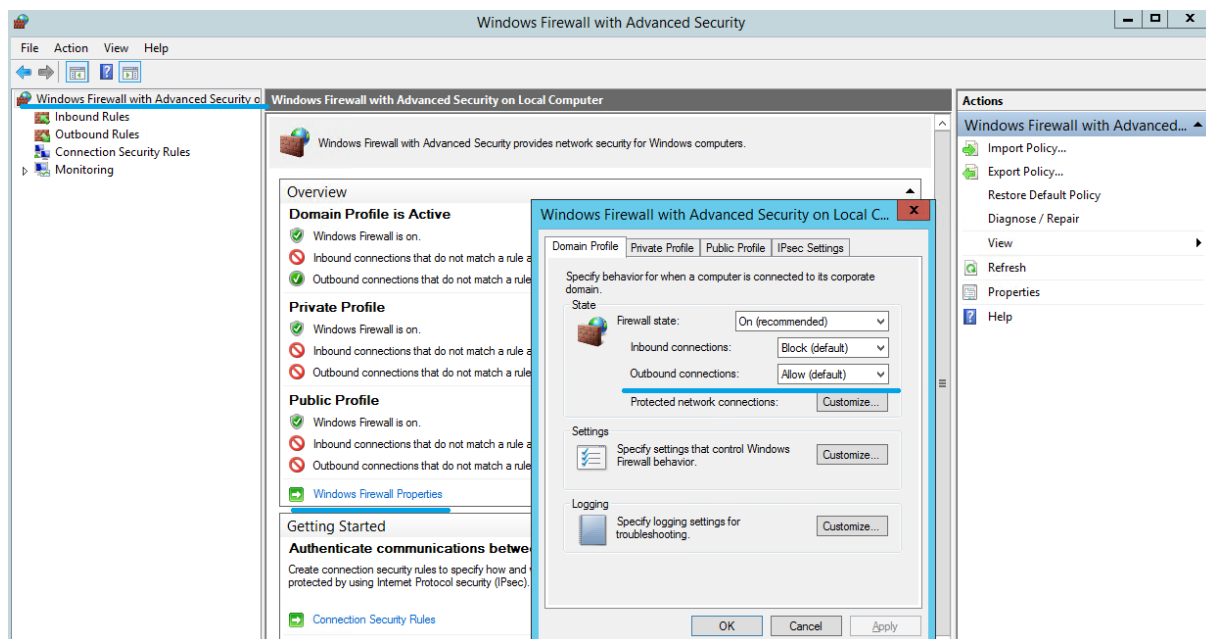 Windows Firewall with Advanced Security
File Action View Help
Windows Firewall with Advanced Security o
Inbound Rules
Outbound Rules
Connection Security Rules
Monitoring
Windows Firewall with Advanced Security on Local Computer
Windows Firewall with Advanced Security provides network security for Windows computers.
Overview
Domain Profile is Active
Windows Firewall is on.
Inbound connections that do not match a rule a
Outbound connections that do not match a rule
Private Profile
Windows Firewall is on.
Inbound connections that do not match a rule a
Outbound connections that do not match a rule
Public Profile
Windows Firewall is on.
Inbound connections that do not match a rule a
Outbound connections that do not match a rule
Windows Firewall Properties
Getting Started
Authenticate communications betwe
Create connection security rules to specify how and
protected by using Internet Protocol security (IPsec).
Connection Security Rules
Windows Firewall with Advanced Security on Local C...
Domain Profile Private Profile Public Profile IPsec Settings
Specify behavior for when a computer is connected to its corporate
domain.
State
Firewall state: On (recommended)
Inbound connections: Block (default)
Outbound connections: Allow (default)
Protected network connections: Customize...
Settings
Specify settings that control Windows
Firewall behavior.
Customize...
Logging
Specify logging settings for
troubleshooting.
Customize...
OK Cancel Apply
Actions
Windows Firewall with Advanced...
Import Policy...
Export Policy...
Restore Default Policy
Diagnose / Repair
View
Refresh
Properties
Help